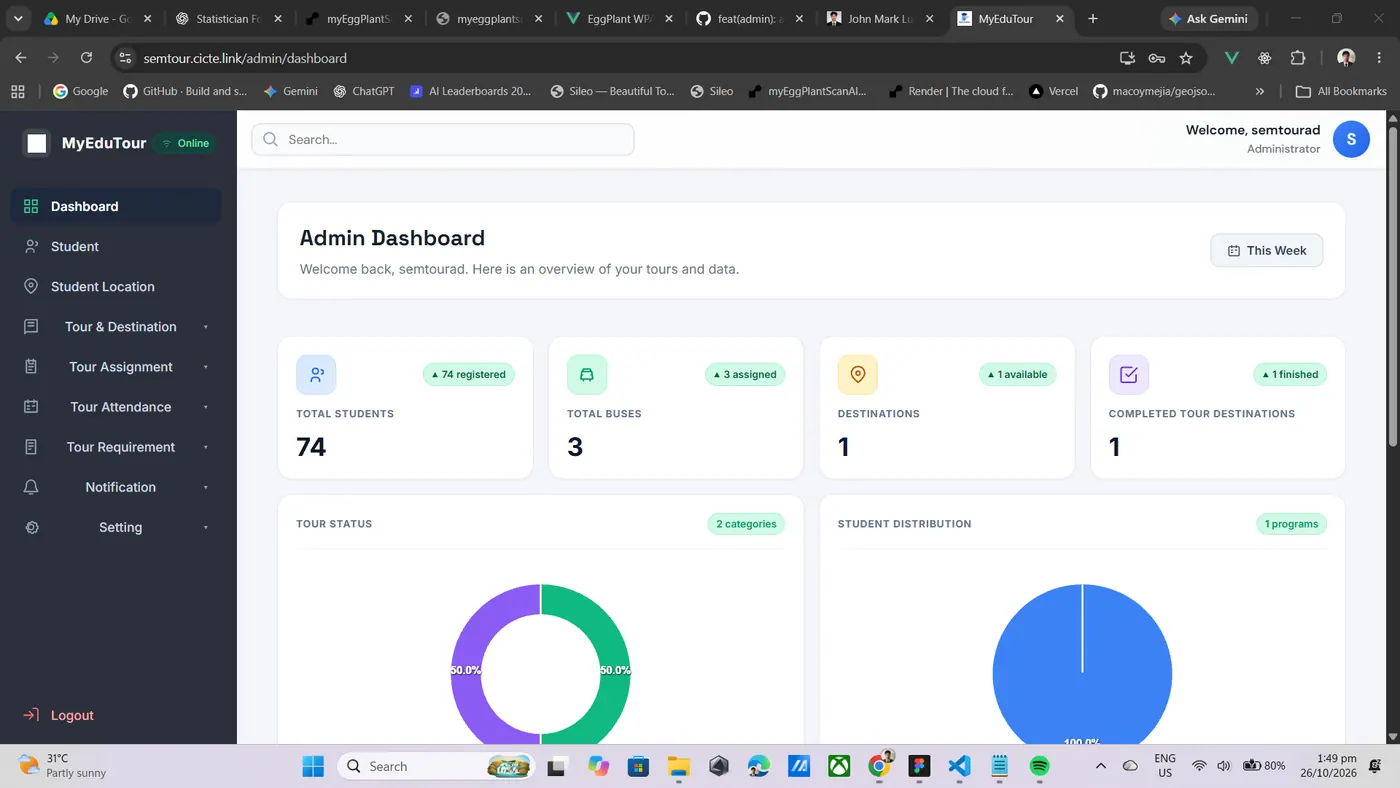 My Drive - Go
Statistician Fo
myEggPlantS
myeggplants
EggPlant WP
feat(admin): a
John Mark Lu
MyEduTour
Ask Gemini
semtour.cicte.link/admin/dashboard
Google
GitHub · Build and s...
Gemini
ChatGPT
AI Leaderboards 20...
Sileo — Beautiful To...
Sileo
myEggPlantScanAI...
Render | The cloud f...
Vercel
macoymejia/geojso...
All Bookmarks
MyEduTour
Online
Search...
Welcome, semtourad
Administrator
S
Dashboard
Student
Student Location
Tour & Destination
Tour Assignment
Tour Attendance
Tour Requirement
Notification
Setting
Logout
Admin Dashboard
Welcome back, semtourad. Here is an overview of your tours and data.
This Week
74 registered
TOTAL STUDENTS
74
3 assigned
TOTAL BUSES
3
1 available
DESTINATIONS
1
1 finished
COMPLETED TOUR DESTINATIONS
1
TOUR STATUS
2 categories
50.0%
50.0%
STUDENT DISTRIBUTION
1 programs
100.0%
31°C
Partly sunny
Search
ENG
US
80%
1:49 pm
26/10/2026